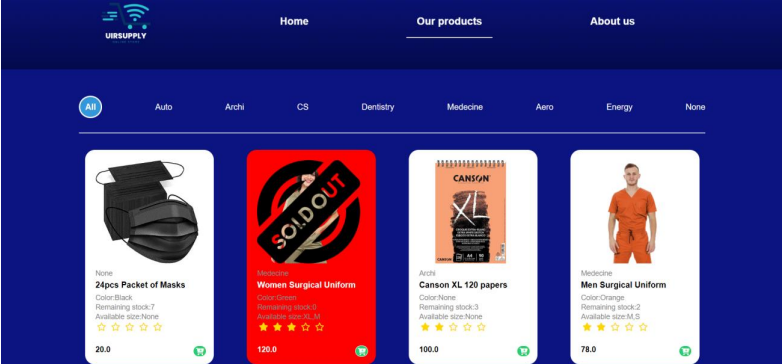 UIRSUPPLY
Home
Our products
About us
All
Auto
Archi
CS
Dentistry
Medecine
Aero
Energy
None
None
24pcs Packet of Masks
Color:Black
Remaining stock:7
Available size:None
20.0
SOLDOUT
Medecine
Women Surgical Uniform
Color:Green
Remaining stock:0
Available size:XL,M
120.0
CANSON
XL
Archi
Canson XL 120 papers
Color:None
Remaining stock:3
Available size:None
100.0
Medecine
Men Surgical Uniform
Color:Orange
Remaining stock:2
Available size:M,S
78.0